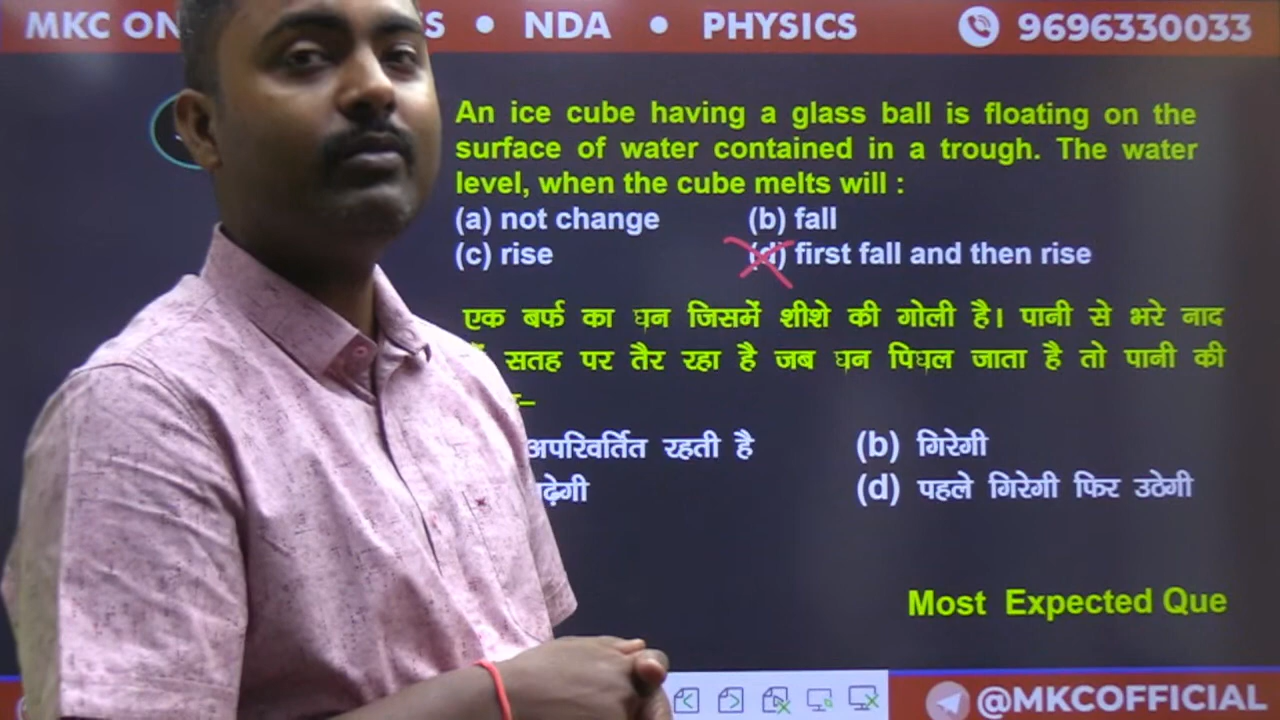 MKC ON
• NDA • PHYSICS
9696330033
An ice cube having a glass ball is floating on the
surface of water contained in a trough. The water
level, when the cube melts will :
(a) not change (b) fall
(c) rise (d) first fall and then rise
एक बर्फ का घन जिसमें शीशे की गोली है। पानी से भरे नाद
सतह पर तैर रहा है जब घन पिघल जाता है तो पानी की
अपरिवर्तित रहती है (b) गिरेगी
(d) पहले गिरेगी फिर उठेगी
Most Expected Que
@MKCOFFICIAL